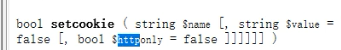 bool setcookie ( string $name [, string $value =
false [, bool $httponly = false ]]]]]] )